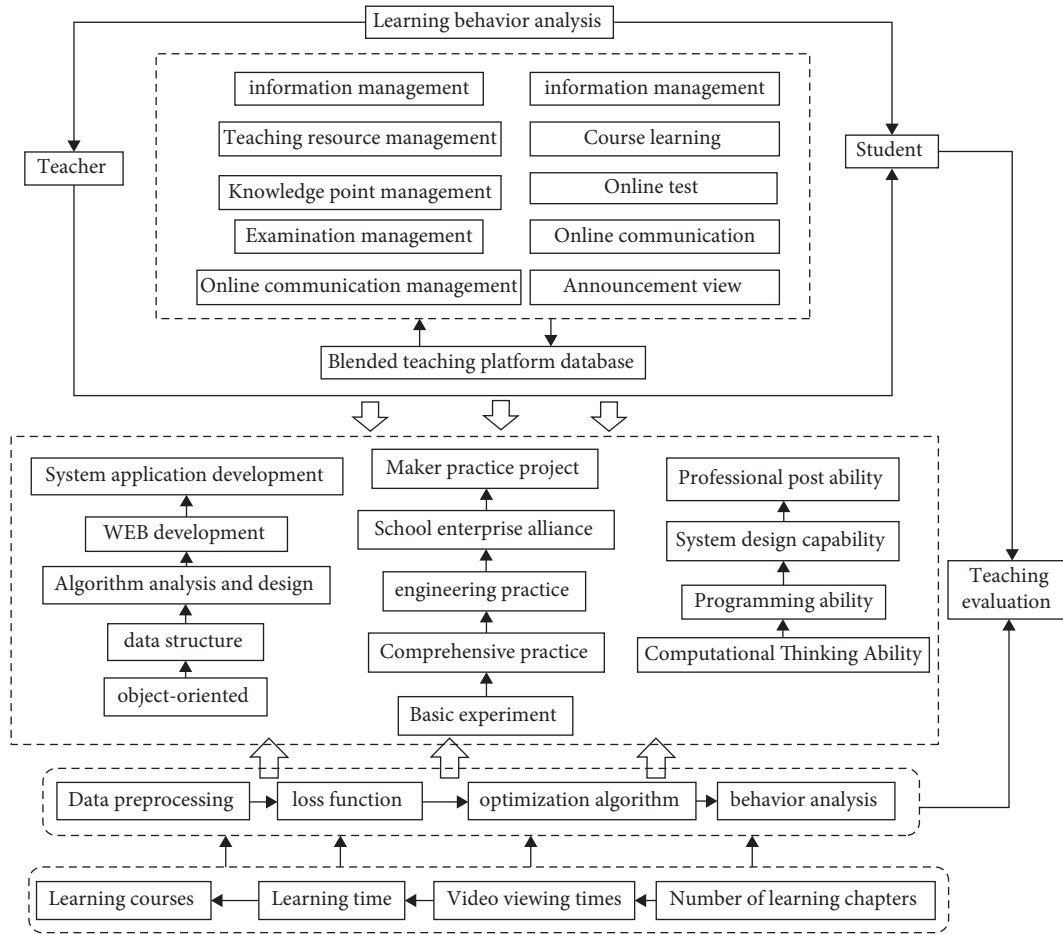 Learning behavior analysis
information management
information management
Teaching resource management
Course learning
Teacher
Student
Knowledge point management
Online test
Examination management
Online communication
Online communication management
Announcement view
Blended teaching platform database
System application development
WEB development
Algorithm analysis and design
data structure
object-oriented
Maker practice project
School enterprise alliance
engineering practice
Comprehensive practice
Basic experiment
Professional post ability
System design capability
Programming ability
Computational Thinking Ability
Teaching
evaluation
Data preprocessing
loss function
optimization algorithm
behavior analysis
Learning courses
Learning time
Video viewing times
Number of learning chapters